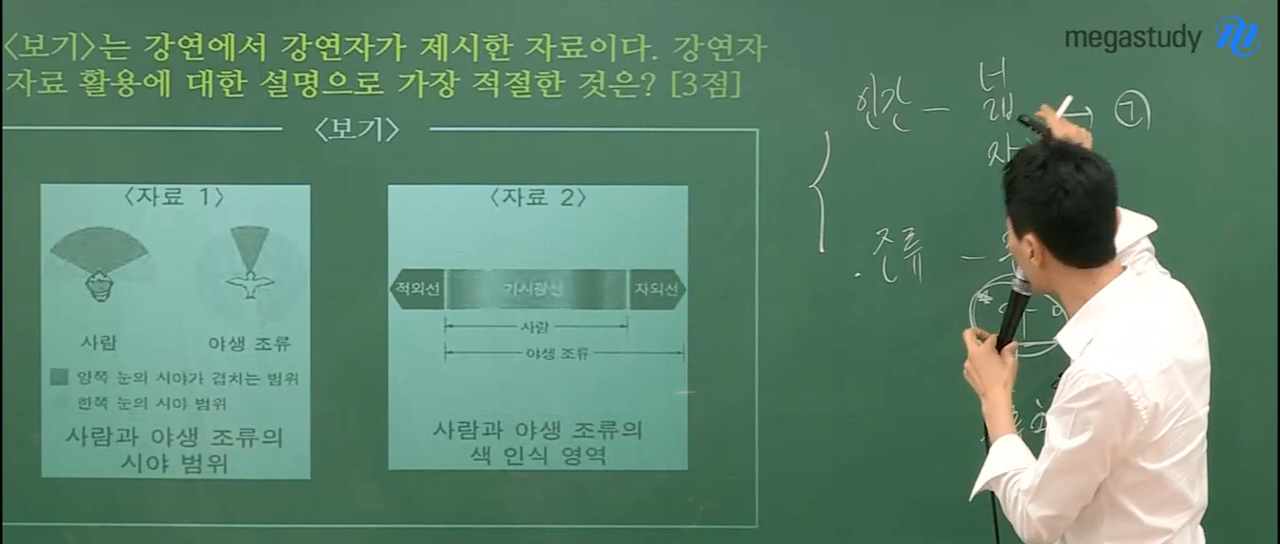 megastudy
<보기>는 강연에서 강연자가 제시한 자료이다. 강연자
자료 활용에 대한 설명으로 가장 적절한 것은? [3점]
<보기>
<자료 1>
사람
야생 조류
양쪽 눈의 시야가 겹치는 범위
한쪽 눈의 시야 범위
사람과 야생 조류의
시야 범위
<자료 2>
적외선
가시광선
자외선
사람
야생 조류
사람과 야생 조류의
색 인식 영역
인간 -
→ ㉠
조류 -